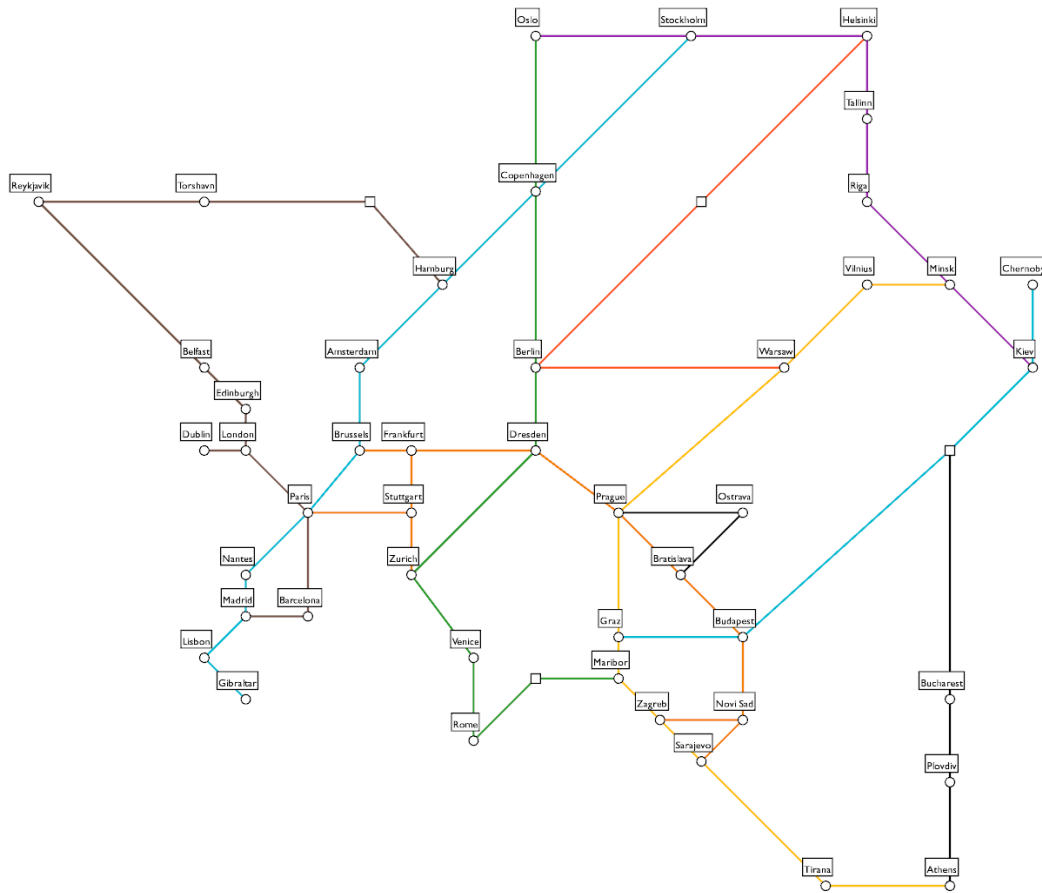 Oslo
Stockholm
Helsinki
Tallinn
Copenhagen
Reykjavik
Torshavn
Riga
Hamburg
Vilnius
Minsk
Chernoby
Belfast
Amsterdam
Berlin
Warsaw
Kiev
Edinburgh
Dublin
London
Brussels
Frankfurt
Dresden
Paris
Stuttgart
Prague
Ostrava
Nantes
Zurich
Bratislava
Madrid
Barcelona
Graz
Budapest
Lisbon
Venice
Maribor
Gibraltar
Bucharest
Rome
Zagreb
Novi Sad
Sarajevo
Plovdiv
Tirana
Athens